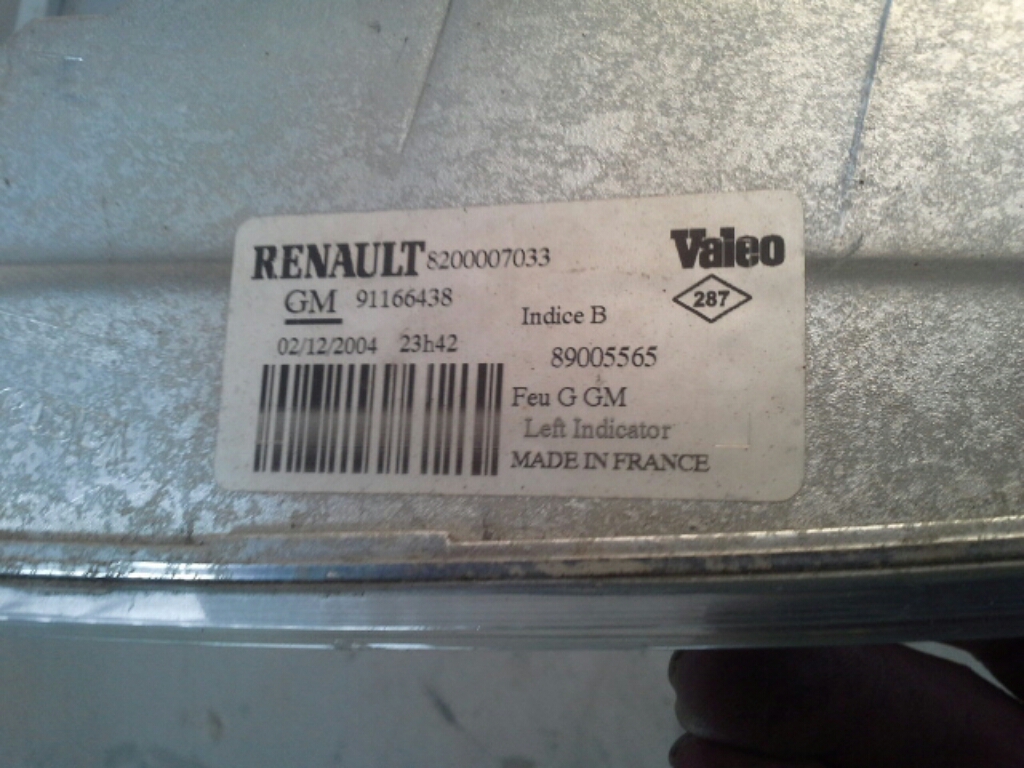 RENAULT 8200007033
Valeo
GM 91166438
287
Indice B
02/12/2004 23h42
89005565
Feu G GM
Left Indicator
MADE IN FRANCE